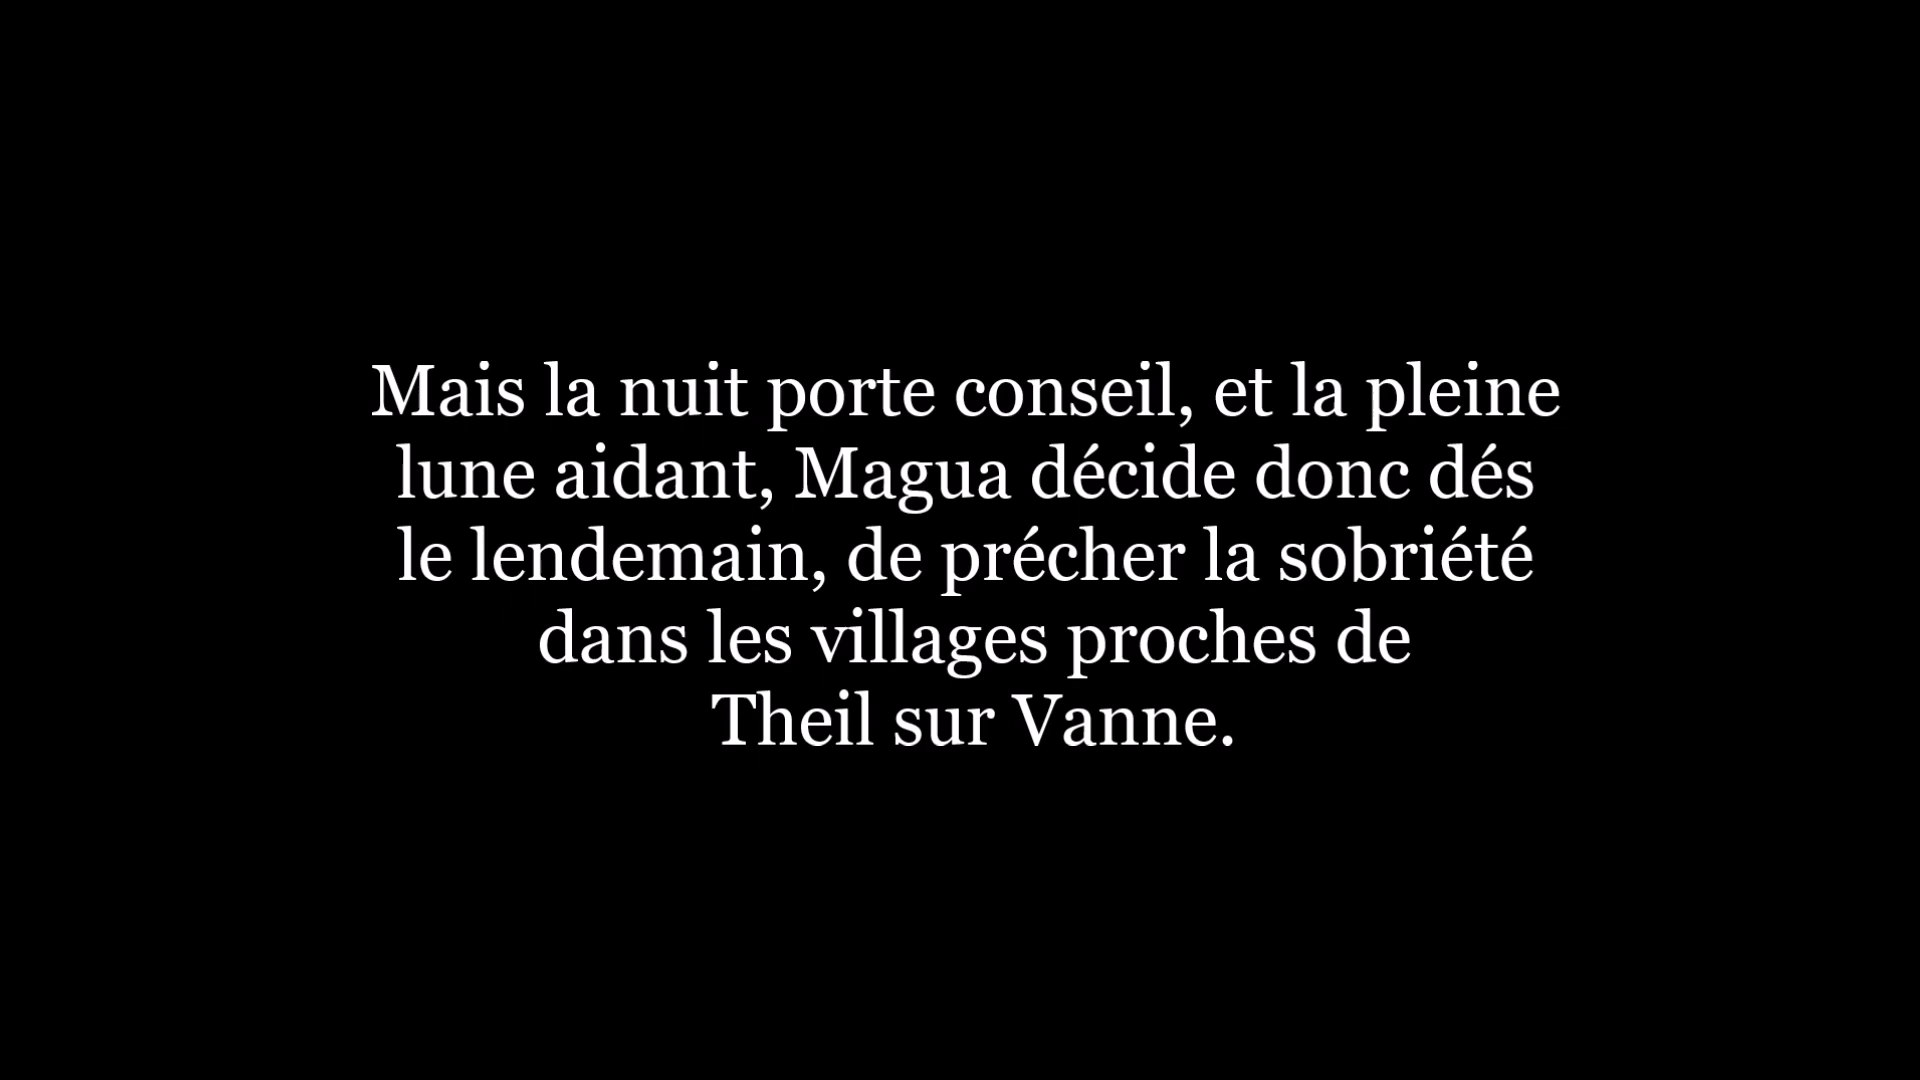 Mais la nuit porte conseil, et la pleine
lune aidant, Magua décide donc dés
le lendemain, de précher la sobriété
dans les villages proches de
Theil sur Vanne.